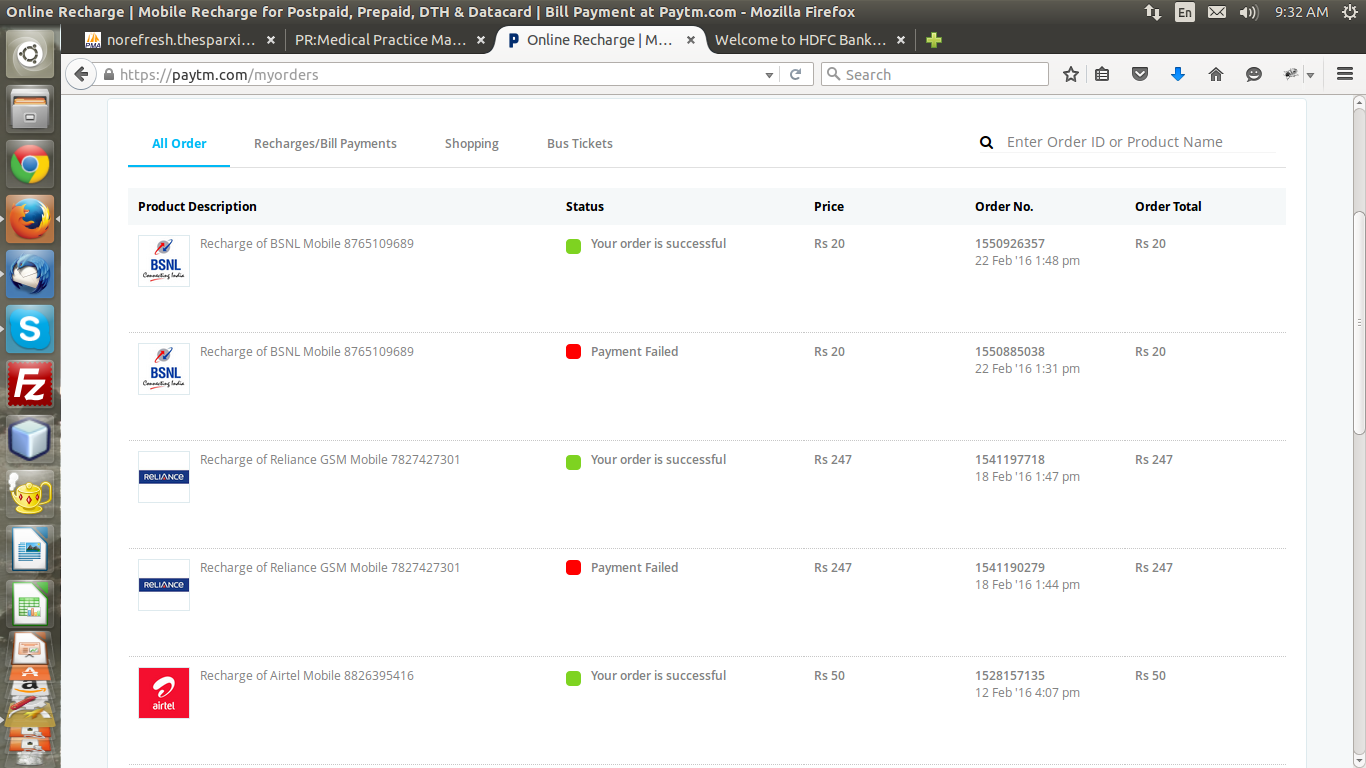 Online Recharge | Mobile Recharge for Postpaid, Prepaid, DTH & Datacard | Bill Payment at Paytm.com - Mozilla Firefox
En
9:32 AM
norefresh.thesparxi...
PR:Medical Practice Ma...
Online Recharge | M...
Welcome to HDFC Bank...
https://paytm.com/myorders
Search
All Order
Recharges/Bill Payments
Shopping
Bus Tickets
Enter Order ID or Product Name
Product Description Status Price Order No. Order Total
BSNL
Connecting India
Recharge of BSNL Mobile 8765109689
Your order is successful
Rs 20
1550926357
22 Feb '16 1:48 pm
Rs 20
BSNL
Connecting India
Recharge of BSNL Mobile 8765109689
Payment Failed
Rs 20
1550885038
22 Feb '16 1:31 pm
Rs 20
RELIANCE
Recharge of Reliance GSM Mobile 7827427301
Your order is successful
Rs 247
1541197718
18 Feb '16 1:47 pm
Rs 247
RELIANCE
Recharge of Reliance GSM Mobile 7827427301
Payment Failed
Rs 247
1541190279
18 Feb '16 1:44 pm
Rs 247
airtel
Recharge of Airtel Mobile 8826395416
Your order is successful
Rs 50
1528157135
12 Feb '16 4:07 pm
Rs 50